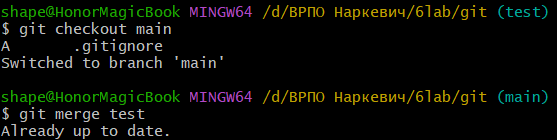 shape@HonorMagicBook MINGW64 /d/ВРПО Наркевич/6lab/git (test)
$ git checkout main
A       .gitignore
Switched to branch 'main'

shape@HonorMagicBook MINGW64 /d/ВРПО Наркевич/6lab/git (main)
$ git merge test
Already up to date.